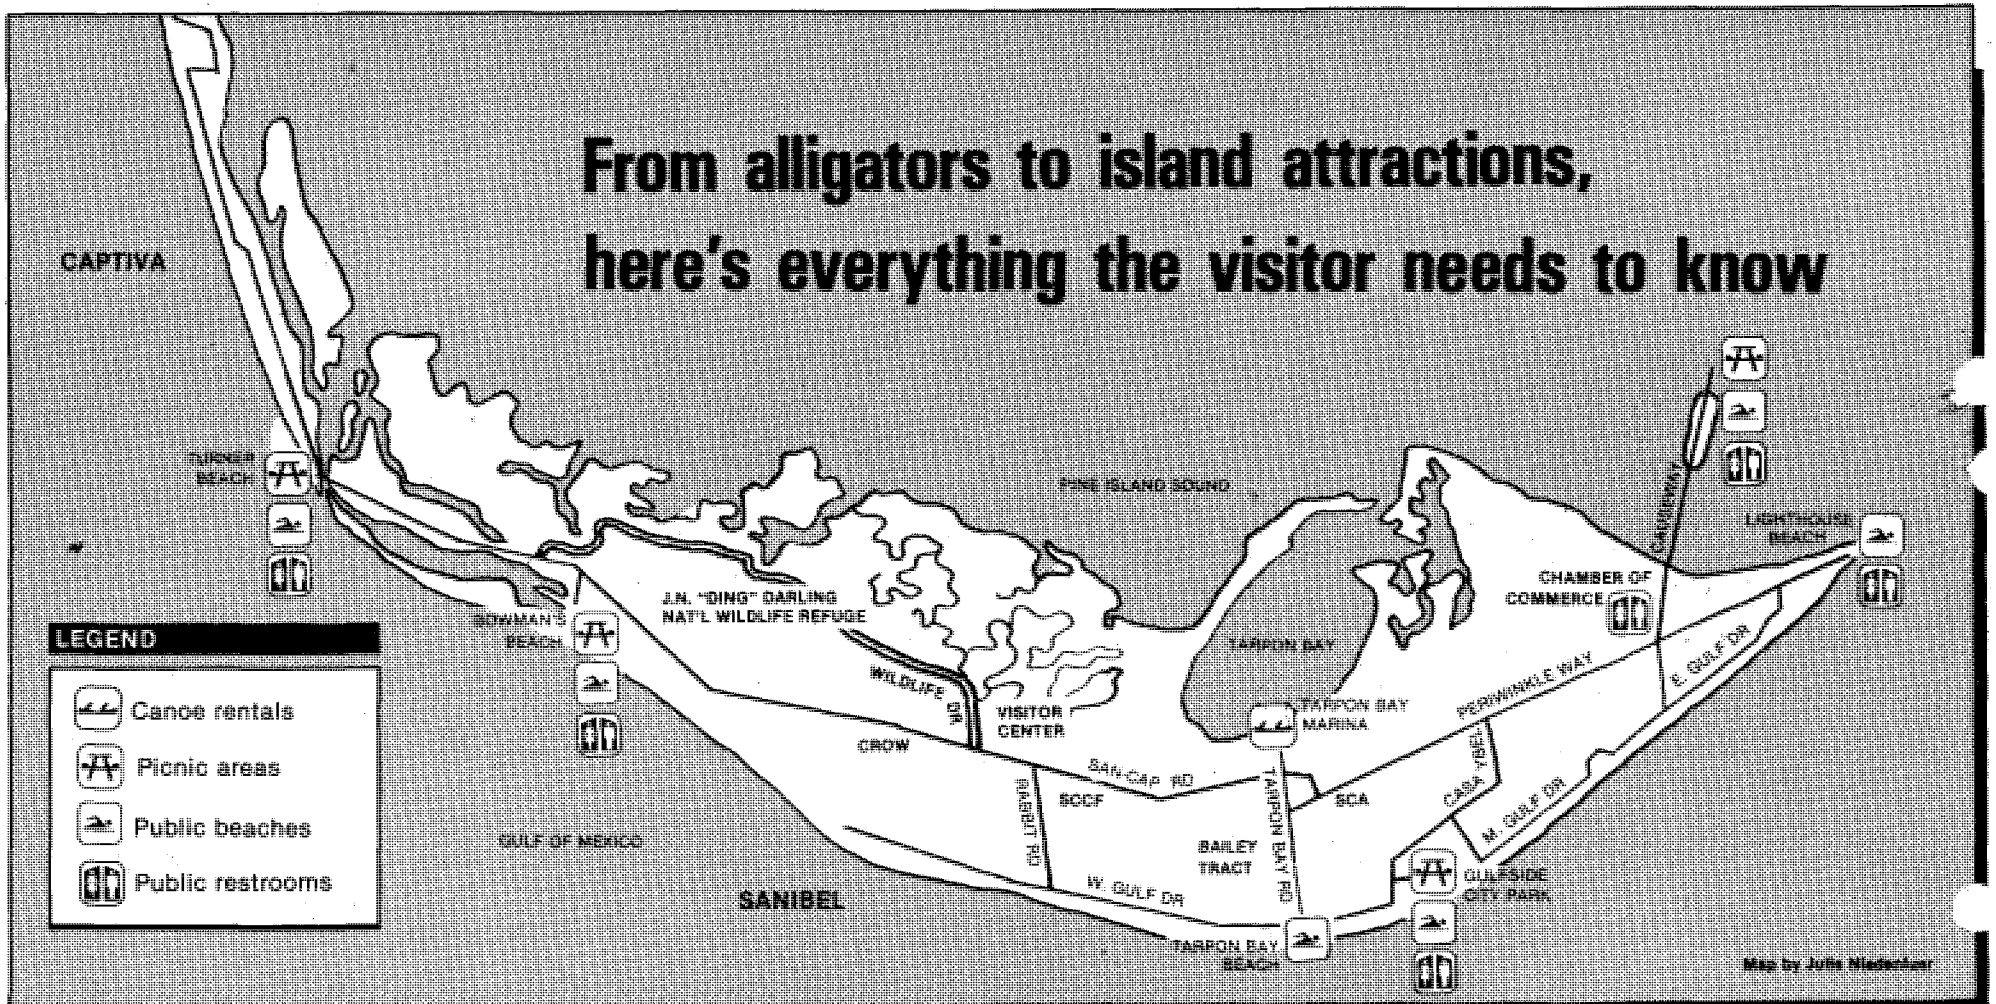 From alligators to island attractions,
here's everything the visitor needs to know
CAPTIVA
TURNER
BEACH
PINE ISLAND SOUND
CAUSEWAY
LIGHTHOUSE
BEACH
CHAMBER OF
COMMERCE
J.N. "DING" DARLING
NAT'L WILDLIFE REFUGE
BOWMAN'S
BEACH
TARPON BAY
E. GULF DR
PERIWINKLE WAY
WILDLIFE
DR
VISITOR
CENTER
TARPON BAY
MARINA
CROW
SAN-CAP RD
RABBIT RD
SCCF
TARPON BAY RD
SCA
CASA
YBEL
M. GULF DR
BAILEY
TRACT
GULF OF MEXICO
SANIBEL
W. GULF DR
GULFSIDE
CITY PARK
TARPON BAY
BEACH
LEGEND
Canoe rentals
Picnic areas
Public beaches
Public restrooms
Map by Julie Niedenfuer